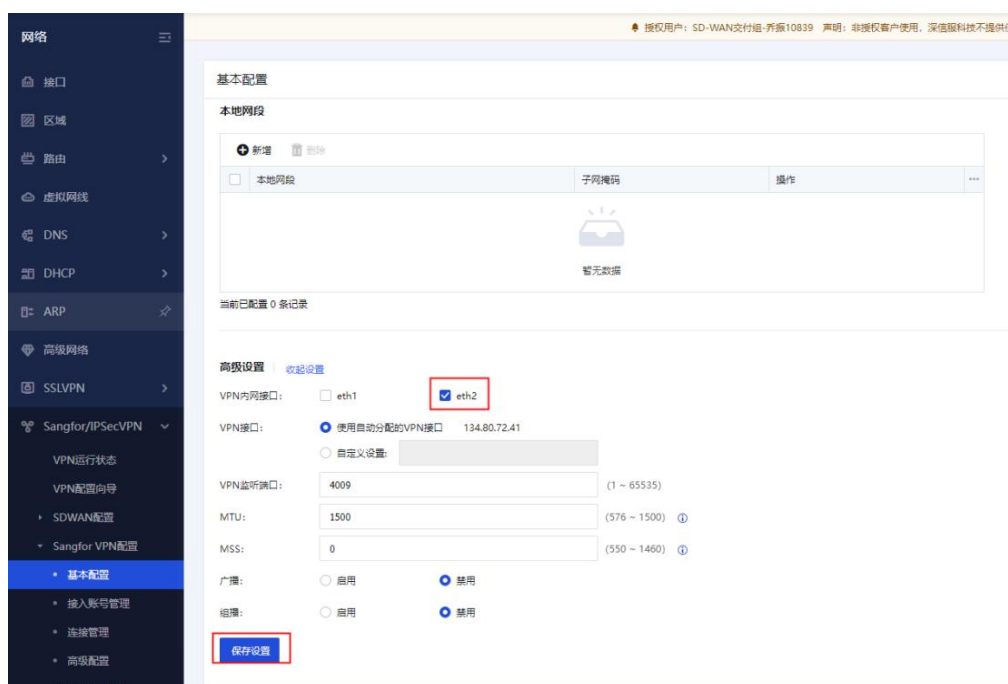 网络
授权用户：SD-WAN交付组-乔振10839 声明：非授权客户使用，深信服科技不提供
接口
区域
路由
虚拟网线
DNS
DHCP
ARP
高级网络
SSLVPN
Sangfor/IPSecVPN
VPN运行状态
VPN配置向导
SDWAN配置
Sangfor VPN配置
基本配置
接入账号管理
连接管理
高级配置
基本配置
本地网段
新增 删除
本地网段 子网掩码 操作
暂无数据
当前已配置 0 条记录
高级设置 收起设置
VPN内网接口： eth1 eth2
VPN接口： 使用自动分配的VPN接口 134.80.72.41
自定义设置:
VPN监听端口： 4009 (1 ~ 65535)
MTU： 1500 (576 ~ 1500)
MSS： 0 (550 ~ 1460)
广播： 启用 禁用
组播： 启用 禁用
保存设置